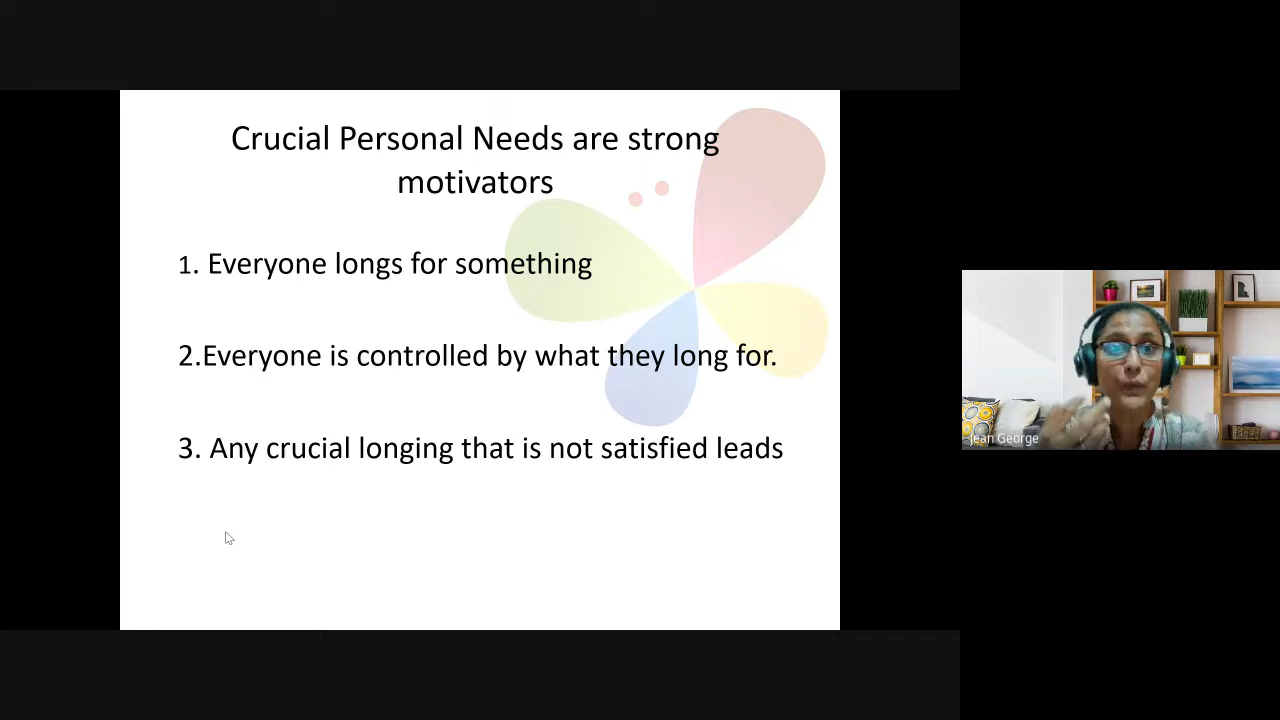 Crucial Personal Needs are strong
motivators
1. Everyone longs for something
2.Everyone is controlled by what they long for.
3. Any crucial longing that is not satisfied leads
Jean George